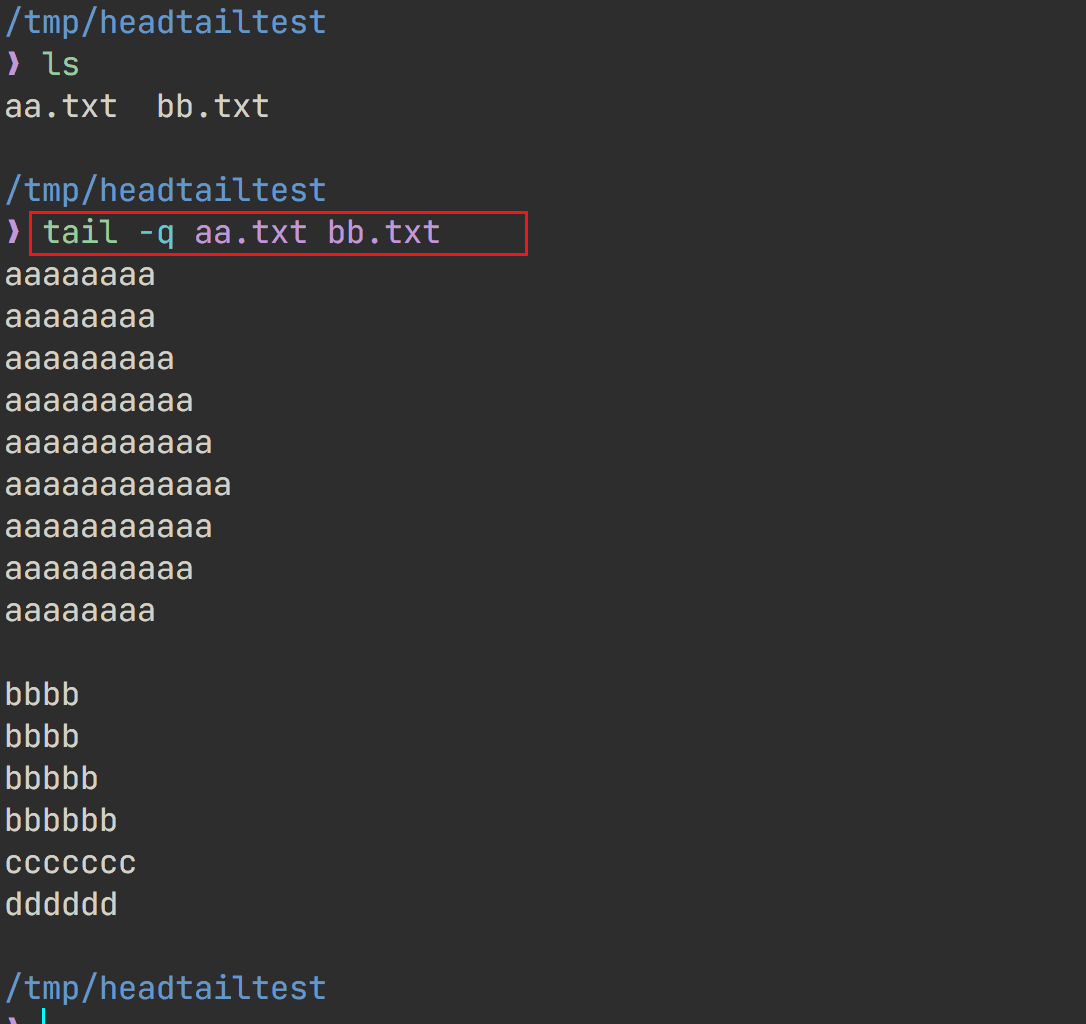 /tmp/headtailtest
❱ ls
aa.txt  bb.txt
/tmp/headtailtest
❱ tail -q aa.txt bb.txt
aaaaaaaa
aaaaaaaa
aaaaaaaaa
aaaaaaaaaa
aaaaaaaaaaa
aaaaaaaaaaaa
aaaaaaaaaaa
aaaaaaaaaa
aaaaaaaa
bbbb
bbbb
bbbbb
bbbbbb
ccccccc
dddddd
/tmp/headtailtest
❱